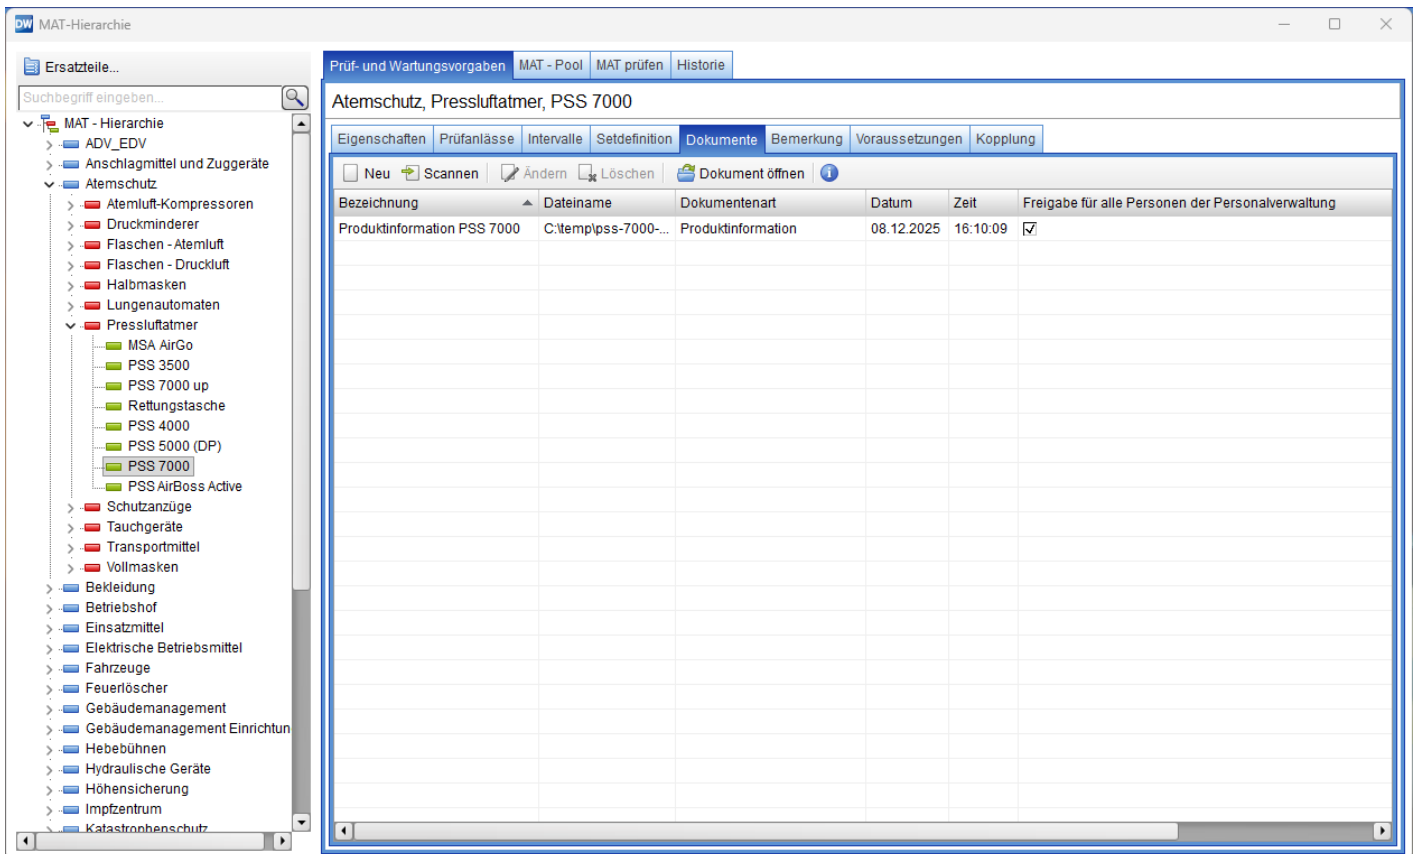 DW MAT-Hierarchie
Ersatzteile...
Suchbegriff eingeben...
MAT - Hierarchie
ADV_EDV
Anschlagmittel und Zuggeräte
Atemschutz
Atemluft-Kompressoren
Druckminderer
Flaschen - Atemluft
Flaschen - Druckluft
Halbmasken
Lungenautomaten
Pressluftatmer
MSA AirGo
PSS 3500
PSS 7000 up
Rettungstasche
PSS 4000
PSS 5000 (DP)
PSS 7000
PSS AirBoss Active
Schutzanzüge
Tauchgeräte
Transportmittel
Vollmasken
Bekleidung
Betriebshof
Einsatzmittel
Elektrische Betriebsmittel
Fahrzeuge
Feuerlöscher
Gebäudemanagement
Gebäudemanagement Einrichtun
Hebebühnen
Hydraulische Geräte
Höhensicherung
Impfzentrum
Katastrophenschutz
Prüf- und Wartungsvorgaben MAT - Pool MAT prüfen Historie
Atemschutz, Pressluftatmer, PSS 7000
Eigenschaften Prüfanlässe Intervalle Setdefinition Dokumente Bemerkung Voraussetzungen Kopplung
Neu Scannen Ändern Löschen Dokument öffnen
Bezeichnung Dateiname Dokumentenart Datum Zeit Freigabe für alle Personen der Personalverwaltung
Produktinformation PSS 7000 C:\temp\pss-7000-... Produktinformation 08.12.2025 16:10:09